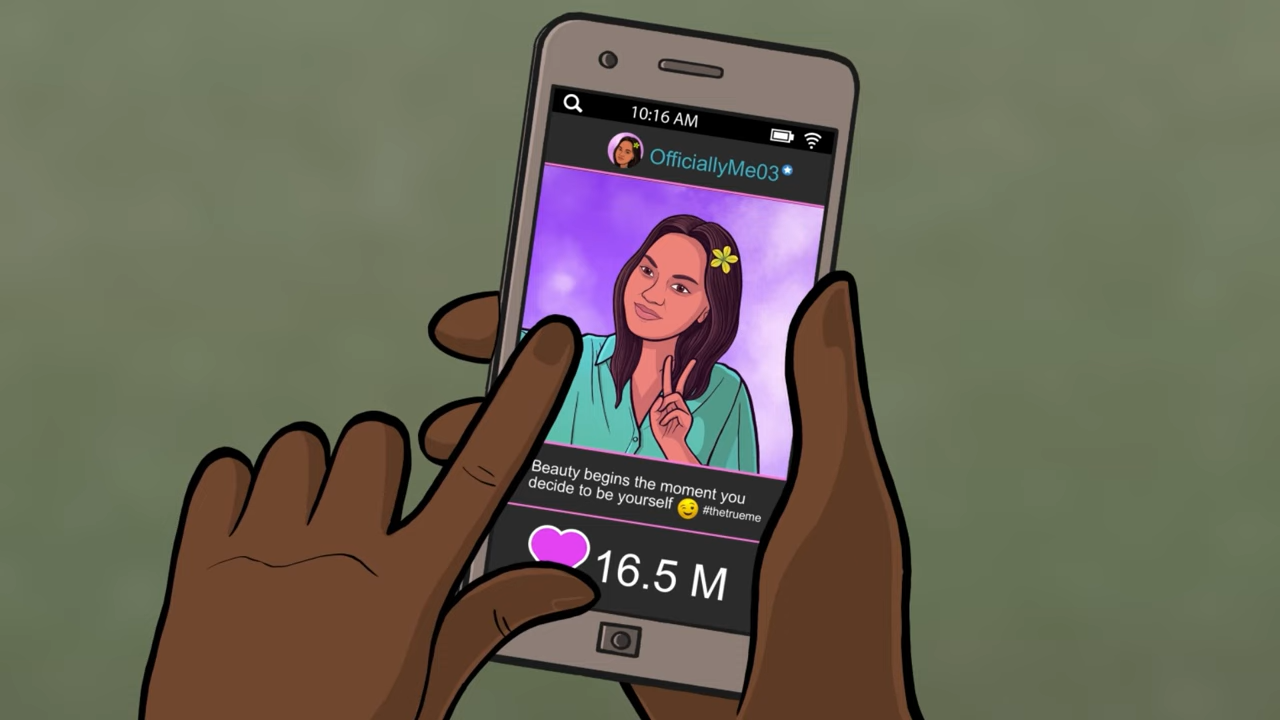 10:16 AM
OfficiallyMe03
Beauty begins the moment you
decide to be yourself 😉 #thetrueme
16.5 M